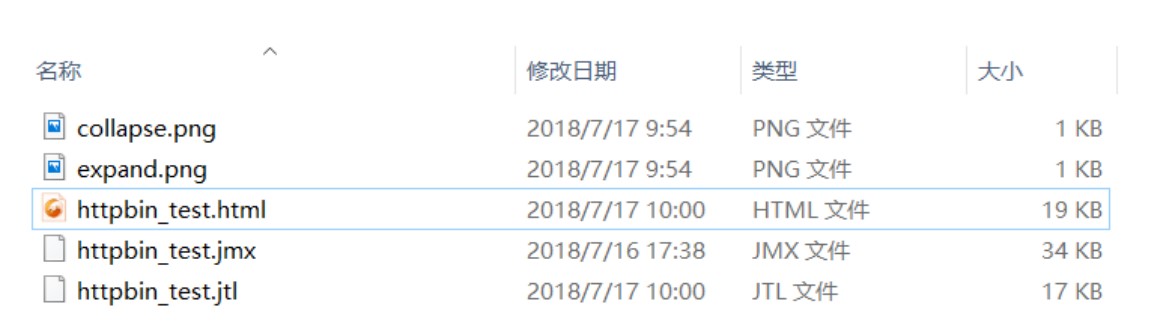 名称 修改日期 类型 大小
collapse.png 2018/7/17 9:54 PNG 文件 1 KB
expand.png 2018/7/17 9:54 PNG 文件 1 KB
httpbin_test.html 2018/7/17 10:00 HTML 文件 19 KB
httpbin_test.jmx 2018/7/16 17:38 JMX 文件 34 KB
httpbin_test.jtl 2018/7/17 10:00 JTL 文件 17 KB